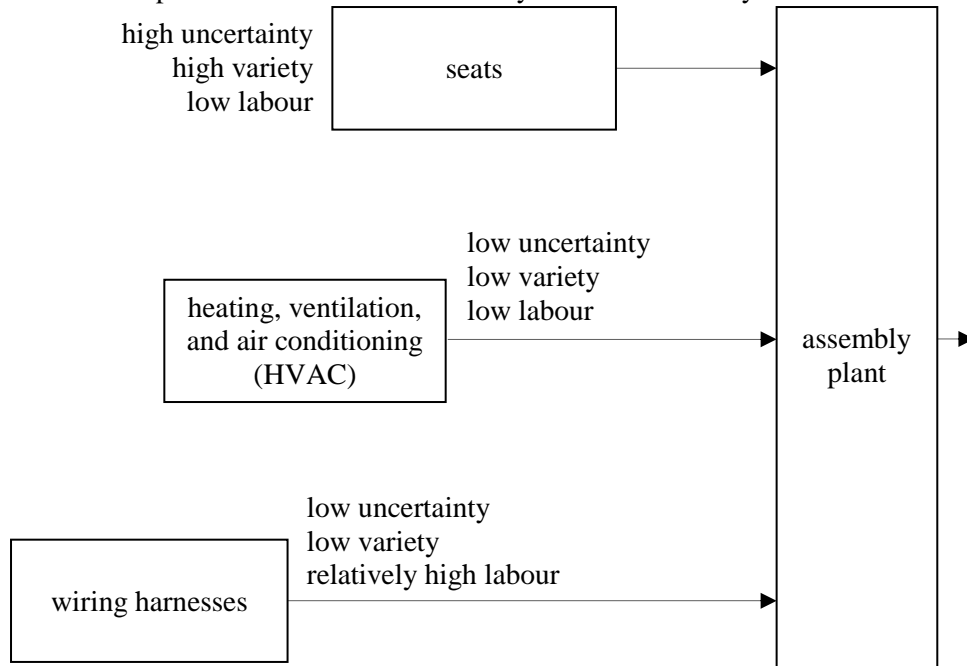 high uncertainty
high variety
low labour
seats
low uncertainty
low variety
low labour
heating, ventilation,
and air conditioning
(HVAC)
assembly
plant
low uncertainty
low variety
relatively high labour
wiring harnesses